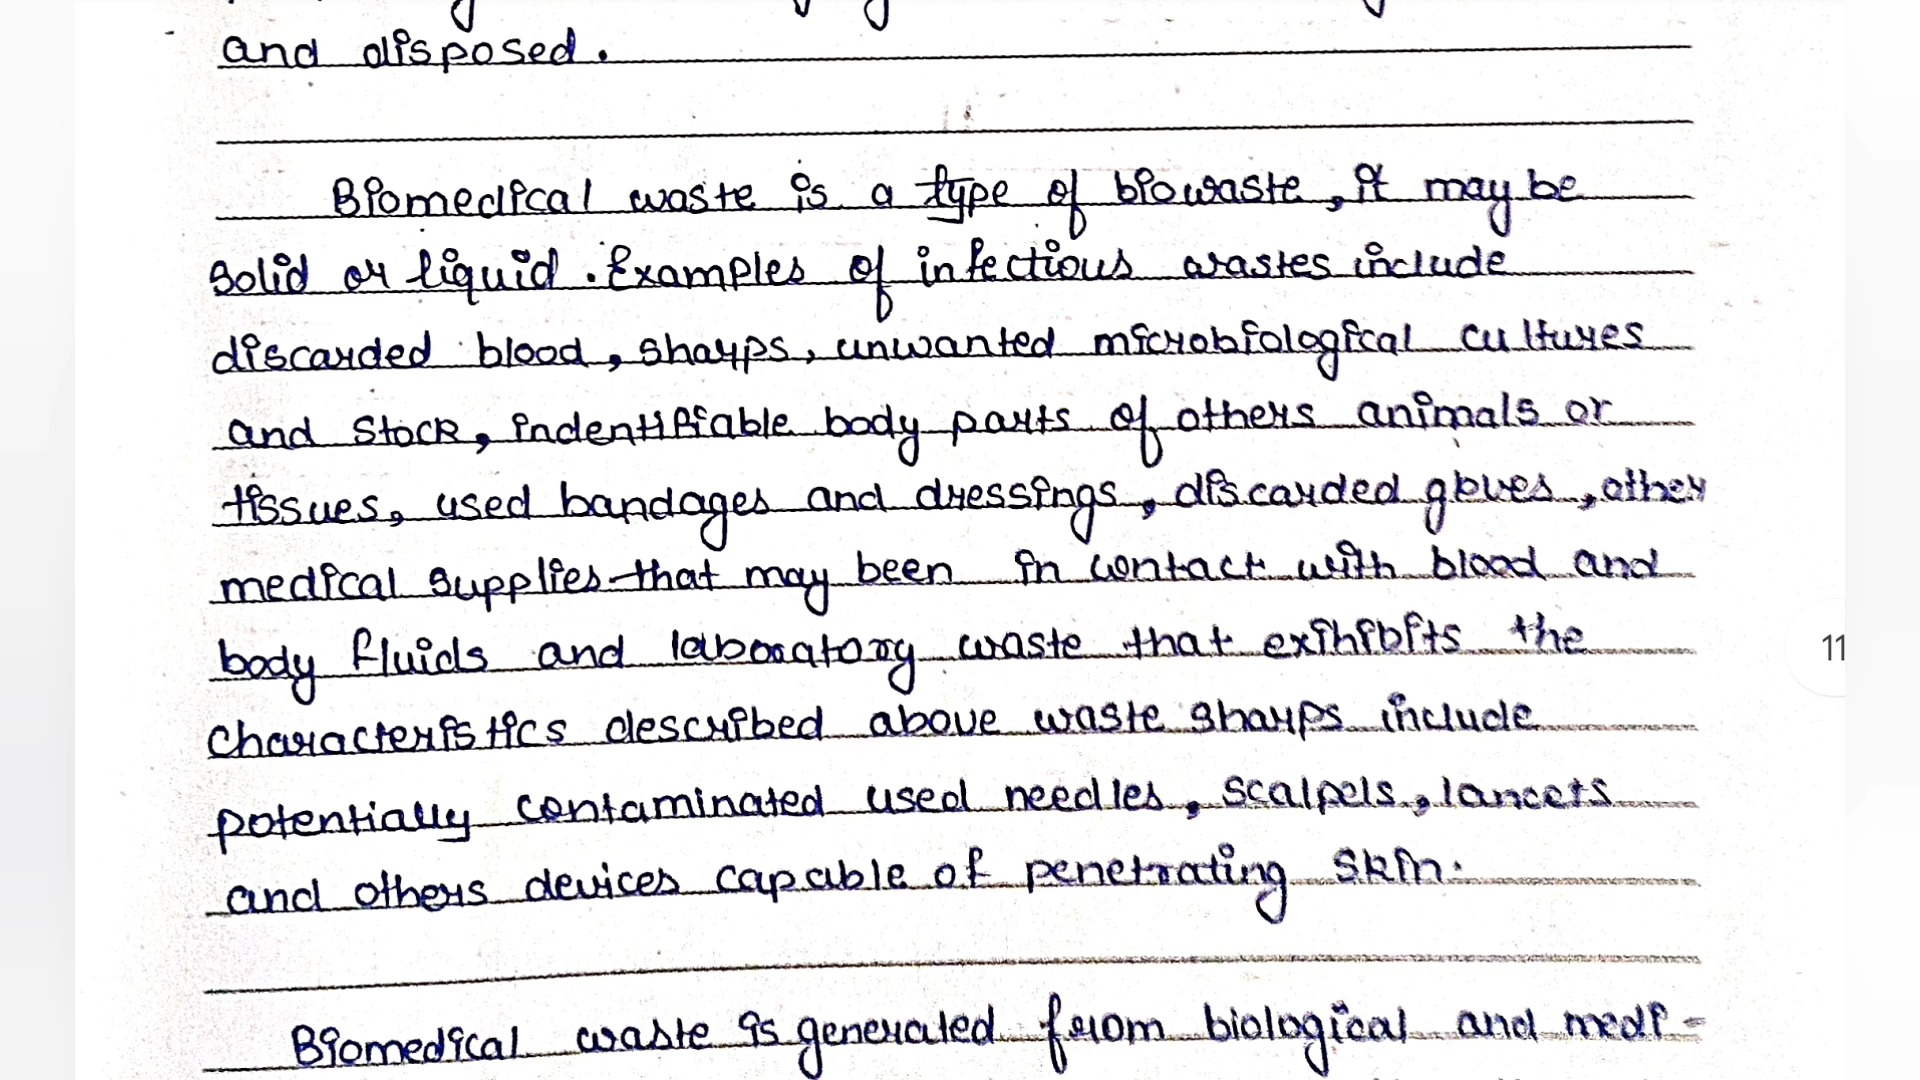 and disposed.
Biomedical waste is a type of biowaste, it may be
solid or liquid. Examples of infectious wastes include
discarded blood, sharps, unwanted microbiological cultures
and stock, indentifiable body parts of others animals or
tissues, used bandages and dressings, discarded gloves, other
medical supplies that may been in contact with blood and
body fluids and laboratory waste that exihibits the
characteristics described above waste sharps include
potentially contaminated used needles, scalpels, lancets
and others devices capable of penetrating skin.
11
Biomedical waste is generated from biological and medi-